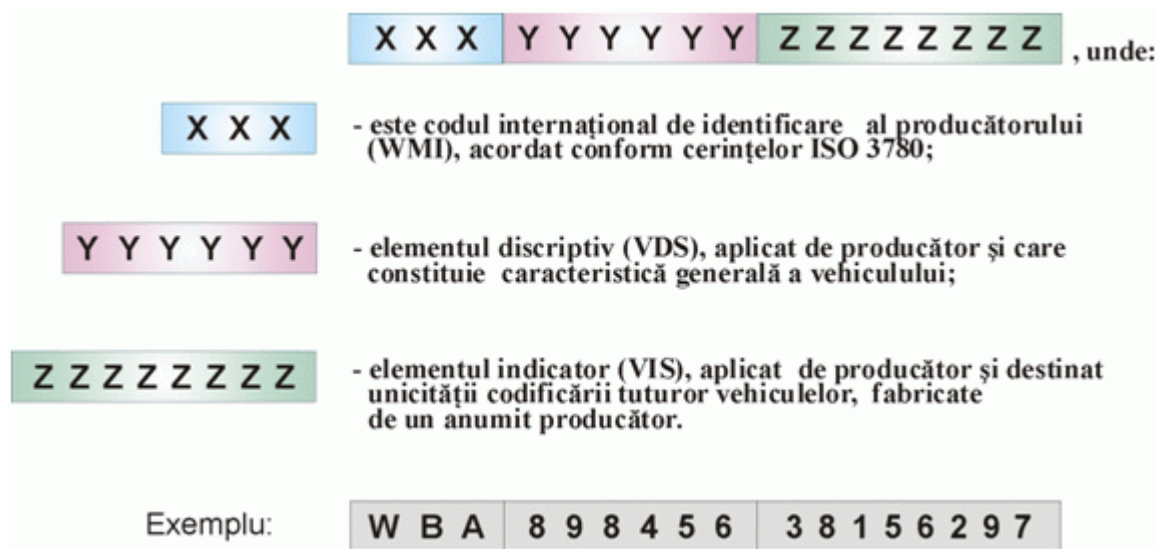 X X X Y Y Y Y Y Y Z Z Z Z Z Z Z Z , unde:
X X X - este codul internațional de identificare al producătorului
(WMI), acordat conform cerințelor ISO 3780;
Y Y Y Y Y Y - elementul discriptiv (VDS), aplicat de producător și care
constituie caracteristică generală a vehiculului;
Z Z Z Z Z Z Z Z - elementul indicator (VIS), aplicat de producător și destinat
unicității codificării tuturor vehiculelor, fabricate
de un anumit producător.
Exemplu: W B A 8 9 8 4 5 6 3 8 1 5 6 2 9 7